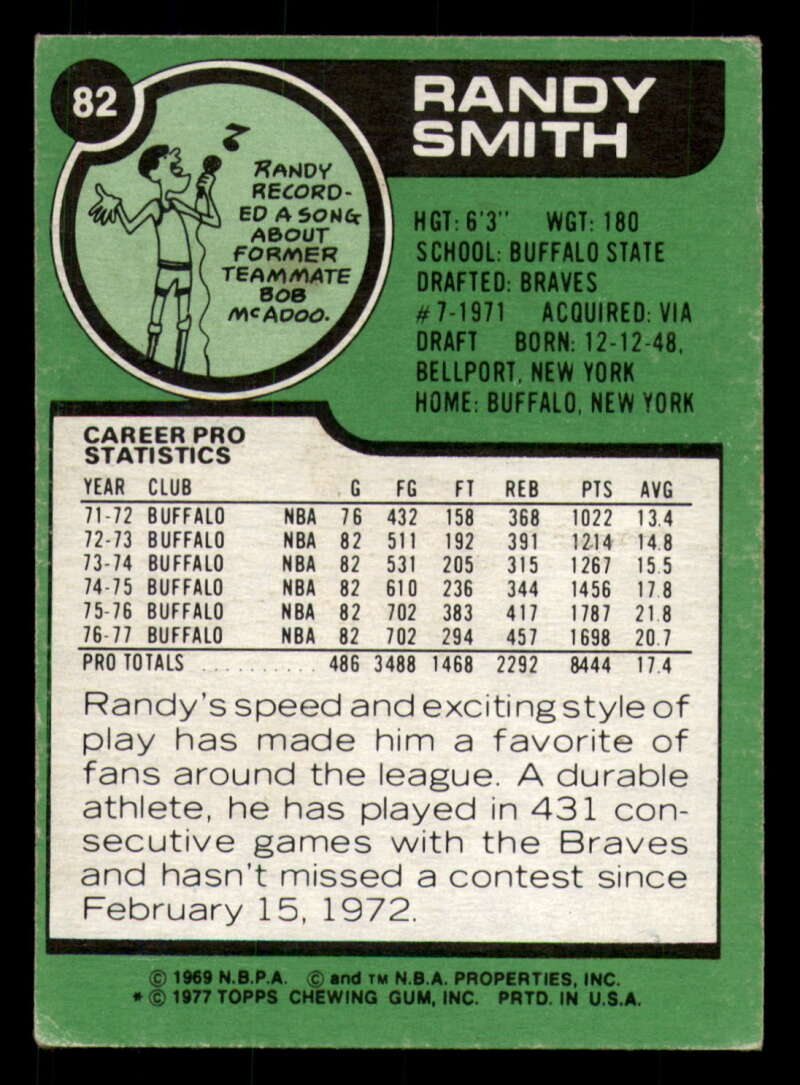 82
RANDY
SMITH
RANDY
RECORD-
ED A SONG
ABOUT
FORMER
TEAMMATE
BOB
McADOO.
HGT: 6'3" WGT: 180
SCHOOL: BUFFALO STATE
DRAFTED: BRAVES
#7-1971 ACQUIRED: VIA
DRAFT BORN: 12-12-48,
BELLPORT, NEW YORK
HOME: BUFFALO, NEW YORK
CAREER PRO
STATISTICS
YEAR CLUB G FG FT REB PTS AVG
71-72 BUFFALO NBA 76 432 158 368 1022 13.4
72-73 BUFFALO NBA 82 511 192 391 1214 14.8
73-74 BUFFALO NBA 82 531 205 315 1267 15.5
74-75 BUFFALO NBA 82 610 236 344 1456 17.8
75-76 BUFFALO NBA 82 702 383 417 1787 21.8
76-77 BUFFALO NBA 82 702 294 457 1698 20.7
PRO TOTALS .......... 486 3488 1468 2292 8444 17.4
Randy's speed and exciting style of
play has made him a favorite of
fans around the league. A durable
athlete, he has played in 431 con-
secutive games with the Braves
and hasn't missed a contest since
February 15, 1972.
© 1969 N.B.P.A. © and TM N.B.A. PROPERTIES, INC.
* © 1977 TOPPS CHEWING GUM, INC. PRTD. IN U.S.A.